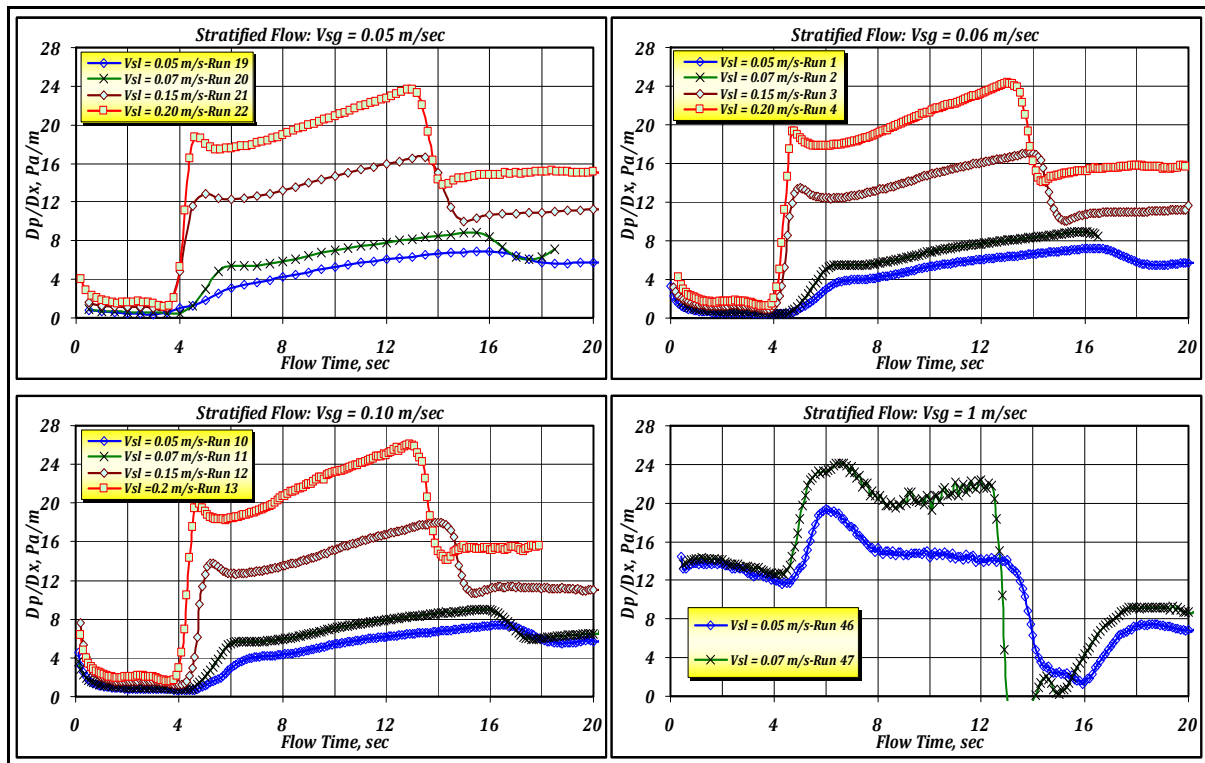 Stratified Flow: Vsg = 0.05 m/sec
Vsl = 0.05 m/s-Run 19
Vsl = 0.07 m/s-Run 20
Vsl = 0.15 m/s-Run 21
Vsl = 0.20 m/s-Run 22
Dp/Dx, Pa/m
28
24
20
16
12
8
4
0
0 4 8 12 16 20
Flow Time, sec
Stratified Flow: Vsg = 0.06 m/sec
Vsl = 0.05 m/s-Run 1
Vsl = 0.07 m/s-Run 2
Vsl = 0.15 m/s-Run 3
Vsl = 0.20 m/s-Run 4
Dp/Dx, Pa/m
28
24
20
16
12
8
4
0
0 4 8 12 16 20
Flow Time, sec
Stratified Flow: Vsg = 0.10 m/sec
Vsl = 0.05 m/s-Run 10
Vsl = 0.07 m/s-Run 11
Vsl = 0.15 m/s-Run 12
Vsl =0.2 m/s-Run 13
Dp/Dx, Pa/m
28
24
20
16
12
8
4
0
0 4 8 12 16 20
Flow Time, sec
Stratified Flow: Vsg = 1 m/sec
Vsl = 0.05 m/s-Run 46
Vsl = 0.07 m/s-Run 47
Dp/Dx, Pa/m
28
24
20
16
12
8
4
0
0 4 8 12 16 20
Flow Time, sec